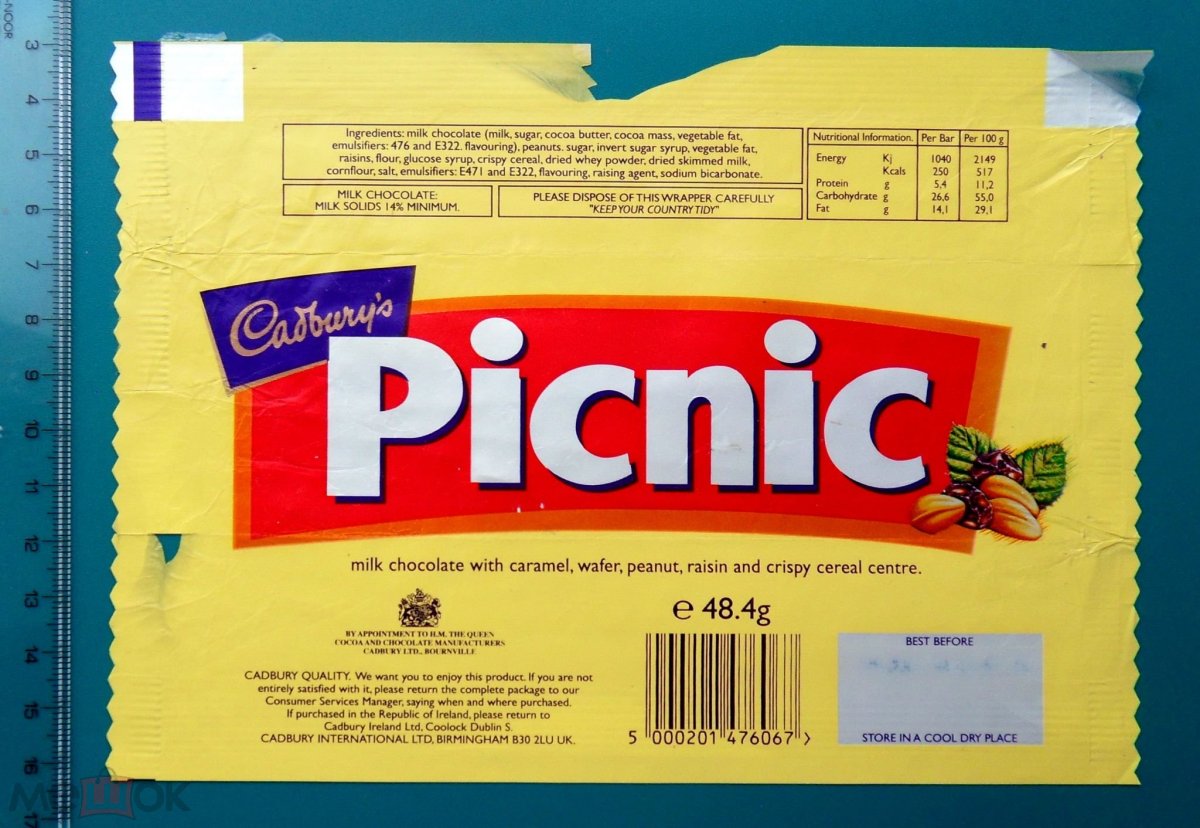 NOOR
3
4
5
6
7
8
9
10
11
12
13
14
15
16
17
Ingredients: milk chocolate (milk, sugar, cocoa butter, cocoa mass, vegetable fat,
emulsifiers: 476 and E322. flavouring), peanuts. sugar, invert sugar syrup, vegetable fat,
raisins, flour, glucose syrup, crispy cereal, dried whey powder, dried skimmed milk,
cornflour, salt, emulsifiers: E471 and E322, flavouring, raising agent, sodium bicarbonate.
MILK CHOCOLATE:
MILK SOLIDS 14% MINIMUM.
PLEASE DISPOSE OF THIS WRAPPER CAREFULLY
"KEEP YOUR COUNTRY TIDY"
Nutritional Information. Per Bar Per 100 g
Energy Kj 1040 2149
Kcals 250 517
Protein g 5,4 11,2
Carbohydrate g 26,6 55,0
Fat g 14,1 29,1
Cadbury's
Picnic
milk chocolate with caramel, wafer, peanut, raisin and crispy cereal centre.
BY APPOINTMENT TO H.M. THE QUEEN
COCOA AND CHOCOLATE MANUFACTURERS
CADBURY LTD., BOURNVILLE
CADBURY QUALITY. We want you to enjoy this product. If you are not
entirely satisfied with it, please return the complete package to our
Consumer Services Manager, saying when and where purchased.
If purchased in the Republic of Ireland, please return to
Cadbury Ireland Ltd, Coolock Dublin 5.
CADBURY INTERNATIONAL LTD, BIRMINGHAM B30 2LU UK.
e 48.4g
5 000201 476067 >
BEST BEFORE
STORE IN A COOL DRY PLACE
мешок